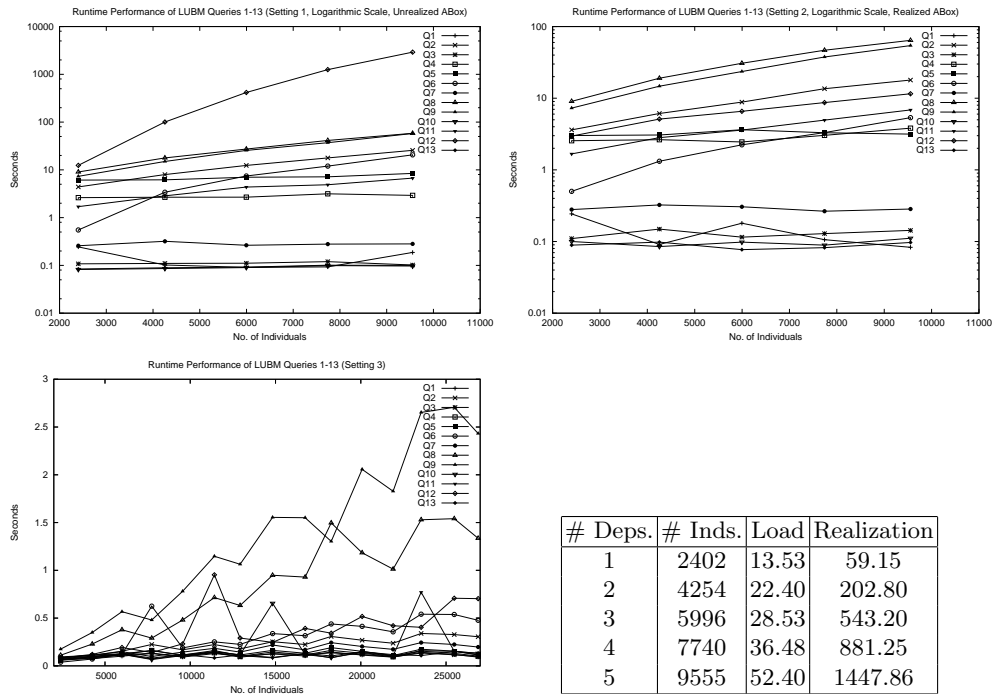 Runtime Performance of LUBM Queries 1-13 (Setting 1, Logarithmic Scale, Unrealized ABox)
10000
1000
100
10
1
0.1
0.01
Seconds
2000 3000 4000 5000 6000 7000 8000 9000 10000 11000
No. of Individuals
Q1
Q2
Q3
Q4
Q5
Q6
Q7
Q8
Q9
Q10
Q11
Q12
Q13
Runtime Performance of LUBM Queries 1-13 (Setting 2, Logarithmic Scale, Realized ABox)
100
10
1
0.1
0.01
Seconds
2000 3000 4000 5000 6000 7000 8000 9000 10000 11000
No. of Individuals
Q1
Q2
Q3
Q4
Q5
Q6
Q7
Q8
Q9
Q10
Q11
Q12
Q13
Runtime Performance of LUBM Queries 1-13 (Setting 3)
3
2.5
2
1.5
1
0.5
0
Seconds
5000 10000 15000 20000 25000
No. of Individuals
Q1
Q2
Q3
Q4
Q5
Q6
Q7
Q8
Q9
Q10
Q11
Q12
Q13
# Deps. # Inds. Load Realization
1 2402 13.53 59.15
2 4254 22.40 202.80
3 5996 28.53 543.20
4 7740 36.48 881.25
5 9555 52.40 1447.86